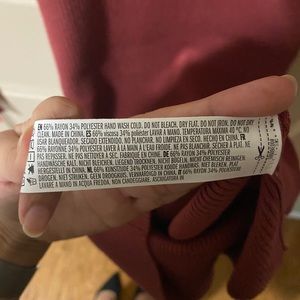 EN 66% RAYON 34% POLYESTER HAND WASH COLD. DO NOT BLEACH. DRY FLAT. DO NOT IRON. DO NOT DRY
CLEAN. MADE IN CHINA. ES 66% viscosa 34% poliéster LAVAR A MANO. TEMPERATURA MÁXIMA 40 ºC. NO
USAR BLANQUEADOR. SECADO EXTENDIDO. NO PLANCHAR. NO LIMPIEZA EN SECO. HECHO EN CHINA. FR
66% RAYONNE 34% POLYESTER LAVER À LA MAIN À L'EAU FROIDE. NE PAS BLANCHIR. SÉCHER À PLAT. NE
PAS REPASSER. NE PAS NETTOYER À SEC. FABRIQUÉ EN CHINE. DE 66% RAYON 34% POLYESTER
HANDWÄSCHE KALT. NICHT BLEICHEN. LIEGEND TROCKNEN. NICHT BÜGELN. NICHT CHEMISCH REINIGEN.
HERGESTELLT IN CHINA. NL 66% KUNSTZIJDE 34% POLYESTER KOUDE HANDWAS. NIET BLEKEN. PLAT
DROGEN. NIET STRIJKEN. GEEN DROOGKUIS. VERVAARDIGD IN CHINA. IT 66% RAYON 34% POLIESTERE
LAVARE A MANO IN ACQUA FREDDA. NON CANDEGGIARE. ASCIUGATURA IN